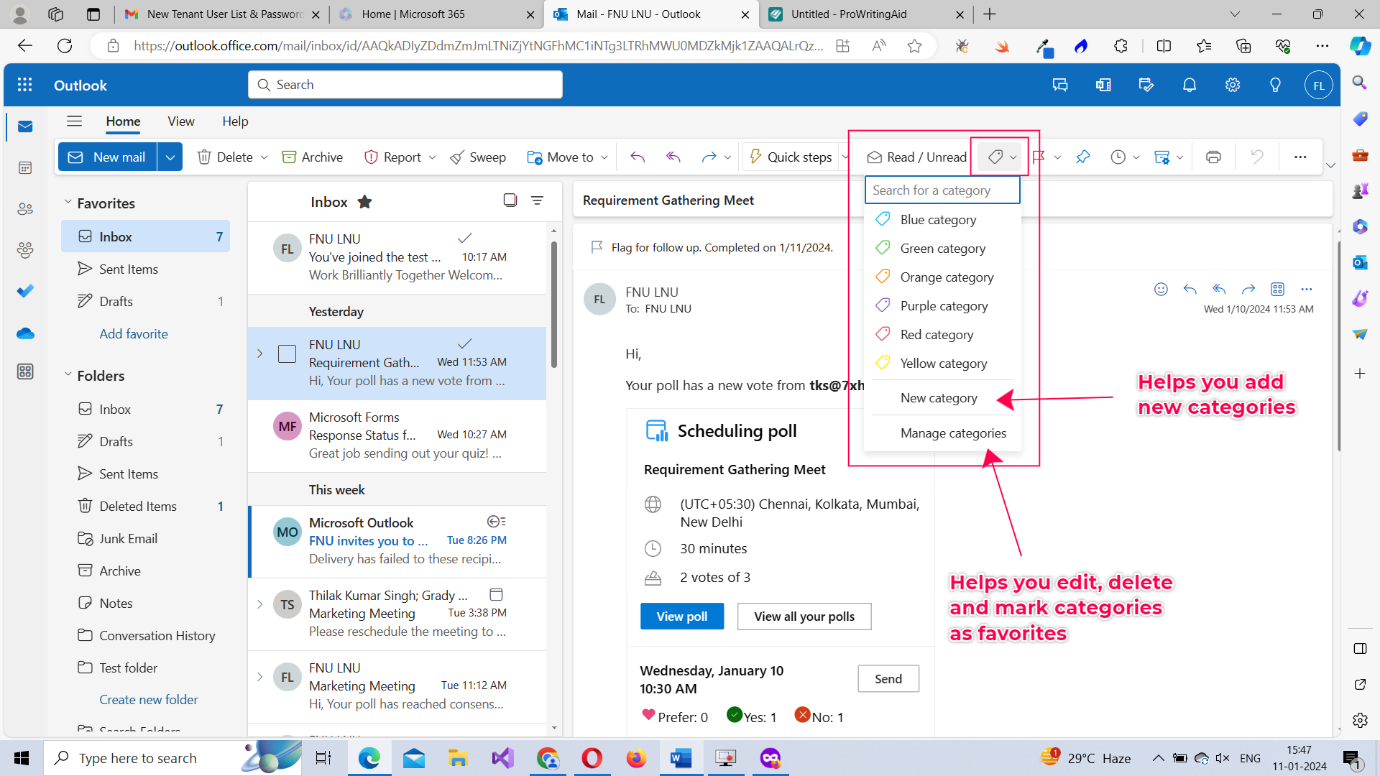 New Tenant User List & Password
Home | Microsoft 365
Mail - FNU LNU - Outlook
Untitled - ProWritingAid
https://outlook.office.com/mail/inbox/id/AAQkADIyZDdmZmJmLTNiZjYtNGFhMC1iNTg3LTRhMWU0MDZkMjk1ZAAQALrQz...
Outlook
Search
FL
Home View Help
New mail Delete Archive Report Sweep Move to Quick steps Read / Unread
Favorites
Inbox 7
Sent Items
Drafts 1
Add favorite
Folders
Inbox 7
Drafts 1
Sent Items
Deleted Items 1
Junk Email
Archive
Notes
Conversation History
Test folder
Create new folder
Search Folders
Inbox
FL
FNU LNU
You've joined the test ... 10:17 AM
Work Brilliantly Together Welcom...
Yesterday
FNU LNU
Requirement Gath... Wed 11:53 AM
Hi, Your poll has a new vote from ...
MF
Microsoft Forms
Response Status f... Wed 10:27 AM
Great job sending out your quiz! ...
This week
MO
Microsoft Outlook
FNU invites you to ... Tue 8:26 PM
Delivery has failed to these recipi...
TS
Thilak Kumar Singh; Grady ...
Marketing Meeting Tue 3:38 PM
Please reschedule the meeting to ...
FL
FNU LNU
Marketing Meeting Tue 11:12 AM
Hi, Your poll has reached consens...
Requirement Gathering Meet
Flag for follow up. Completed on 1/11/2024.
FL
FNU LNU
To: FNU LNU
Wed 1/10/2024 11:53 AM
Hi,
Your poll has a new vote from tks@7xh
Scheduling poll
Requirement Gathering Meet
(UTC+05:30) Chennai, Kolkata, Mumbai,
New Delhi
30 minutes
2 votes of 3
View poll View all your polls
Wednesday, January 10
10:30 AM
Send
Prefer: 0 Yes: 1 No: 1
Search for a category
Blue category
Green category
Orange category
Purple category
Red category
Yellow category
New category
Manage categories
Helps you add
new categories
Helps you edit, delete
and mark categories
as favorites
Type here to search
1
29°C Haze
ENG
15:47
11-01-2024
1